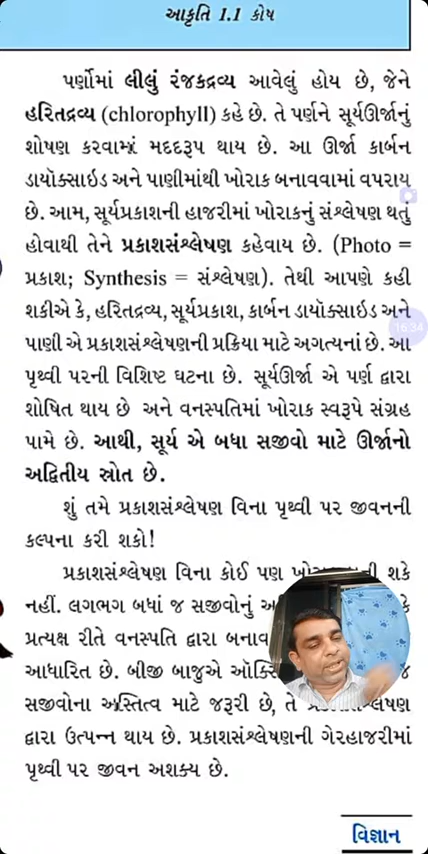 આકૃતિ 1.1 કોષ
પર્ણોમાં લીલું રંજકદ્રવ્ય આવેલું હોય છે, જેને
હરિતદ્રવ્ય (chlorophyll) કહે છે. તે પર્ણને સૂર્યઊર્જાનું
શોષણ કરવામાં મદદરૂપ થાય છે. આ ઊર્જા કાર્બન
ડાયૉક્સાઇડ અને પાણીમાંથી ખોરાક બનાવવામાં વપરાય
છે. આમ, સૂર્યપ્રકાશની હાજરીમાં ખોરાકનું સંશ્લેષણ થતું
હોવાથી તેને પ્રકાશસંશ્લેષણ કહેવાય છે. (Photo =
પ્રકાશ; Synthesis = સંશ્લેષણ). તેથી આપણે કહી
શકીએ કે, હરિતદ્રવ્ય, સૂર્યપ્રકાશ, કાર્બન ડાયૉક્સાઇડ અને
16:34
પાણી એ પ્રકાશસંશ્લેષણની પ્રક્રિયા માટે અગત્યનાં છે. આ
પૃથ્વી પરની વિશિષ્ટ ઘટના છે. સૂર્યઊર્જા એ પર્ણ દ્વારા
શોષિત થાય છે અને વનસ્પતિમાં ખોરાક સ્વરૂપે સંગ્રહ
પામે છે. આથી, સૂર્ય એ બધા સજીવો માટે ઊર્જાનો
અદ્વિતીય સ્રોત છે.
શું તમે પ્રકાશસંશ્લેષણ વિના પૃથ્વી પર જીવનની
કલ્પના કરી શકો!
પ્રકાશસંશ્લેષણ વિના કોઈ પણ શકે
નહીં. લગભગ બધાં જ સજીવોનું કે
પ્રત્યક્ષ રીતે વનસ્પતિ દ્વારા
આધારિત છે. બીજી બાજુએ જ
સજીવોના અસ્તિત્વ માટે જરૂરી છે, તે
દ્વારા ઉત્પન્ન થાય છે. પ્રકાશસંશ્લેષણની ગેરહાજરીમાં
પૃથ્વી પર જીવન અશક્ય છે.
વિજ્ઞાન